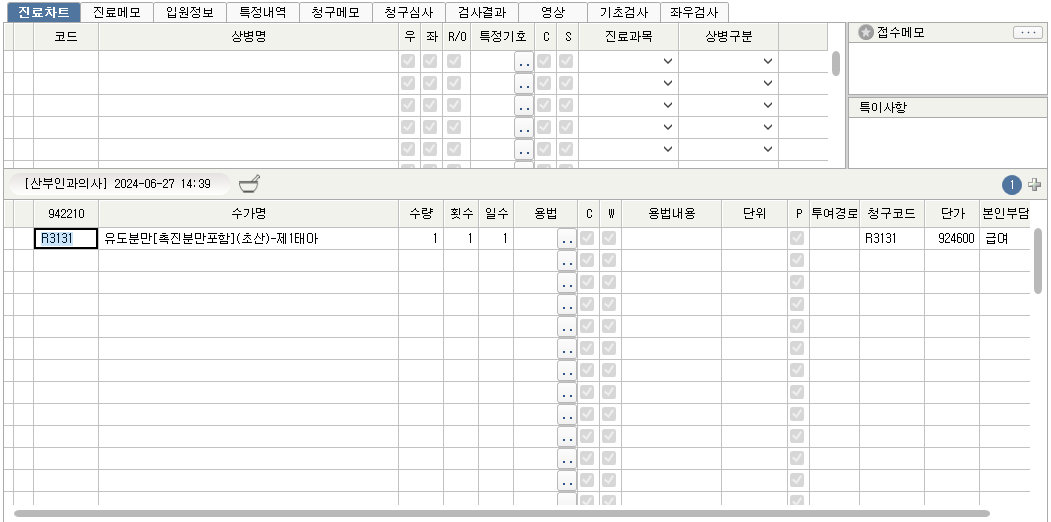 진료차트 진료메모 입원정보 특정내역 청구메모 청구심사 검사결과 영상 기초검사 좌우검사
코드 상병명 우 좌 R/O 특정기호 C S 진료과목 상병구분
접수메모 ...
..
..
..
..
..
특이사항
[산부인과의사] 2024-06-27 14:39 1
942210 수가명 수량 횟수 일수 용법 C W 용법내용 단위 P 투여경로 청구코드 단가 본인부담
R3131 유도분만[촉진분만포함](초산)-제1태아 1 1 1 .. R3131 924600 급여
..
..
..
..
..
..
..
..
..
..
..